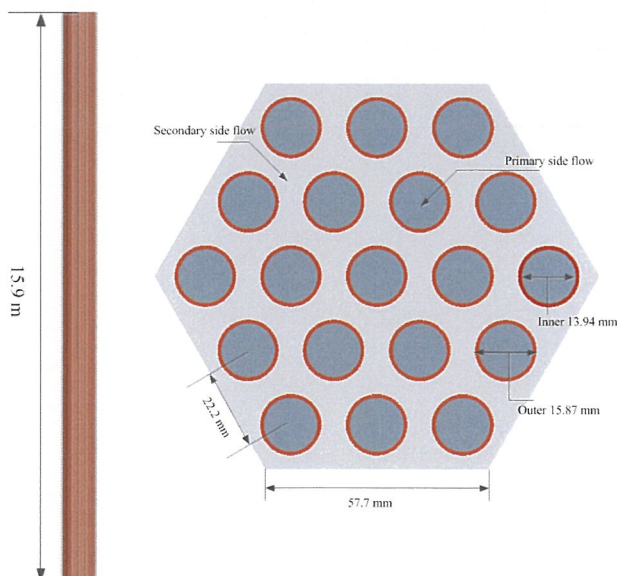 15.9 m
Secondary side flow
Primary side flow
Inner 13.94 mm
Outer 15.87 mm
22.2 mm
57.7 mm